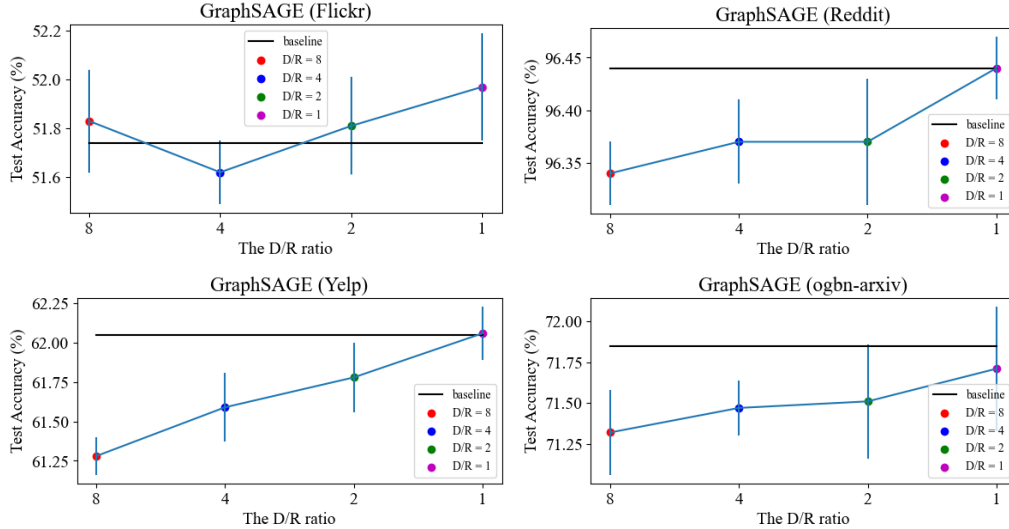 GraphSAGE (Flickr)
Test Accuracy (%)
52.2
52.0
51.8
51.6
baseline
D/R = 8
D/R = 4
D/R = 2
D/R = 1
8
4
2
1
The D/R ratio
GraphSAGE (Reddit)
Test Accuracy (%)
96.45
96.40
96.35
baseline
D/R = 8
D/R = 4
D/R = 2
D/R = 1
8
4
2
1
The D/R ratio
GraphSAGE (Yelp)
Test Accuracy (%)
62.25
62.00
61.75
61.50
61.25
baseline
D/R = 8
D/R = 4
D/R = 2
D/R = 1
8
4
2
1
The D/R ratio
GraphSAGE (ogbn-arxiv)
Test Accuracy (%)
72.00
71.75
71.50
71.25
baseline
D/R = 8
D/R = 4
D/R = 2
D/R = 1
8
4
2
1
The D/R ratio